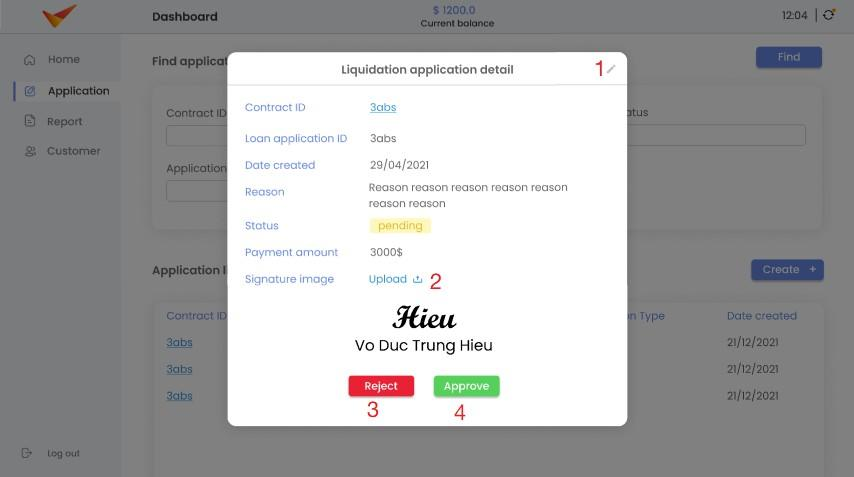 Dashboard
$ 1200.0
Current balance
12:04
Home
Application
Report
Customer
Log out
Find applicat
Find
Contract ID
atus
Application
Application l
Create +
Contract ID
n Type
Date created
3abs
21/12/2021
3abs
21/12/2021
3abs
21/12/2021
Liquidation application detail
1
Contract ID
3abs
Loan application ID
3abs
Date created
29/04/2021
Reason
Reason reason reason reason reason
reason reason
Status
pending
Payment amount
3000$
Signature image
Upload
2
Hieu
Vo Duc Trung Hieu
Reject
Approve
3
4